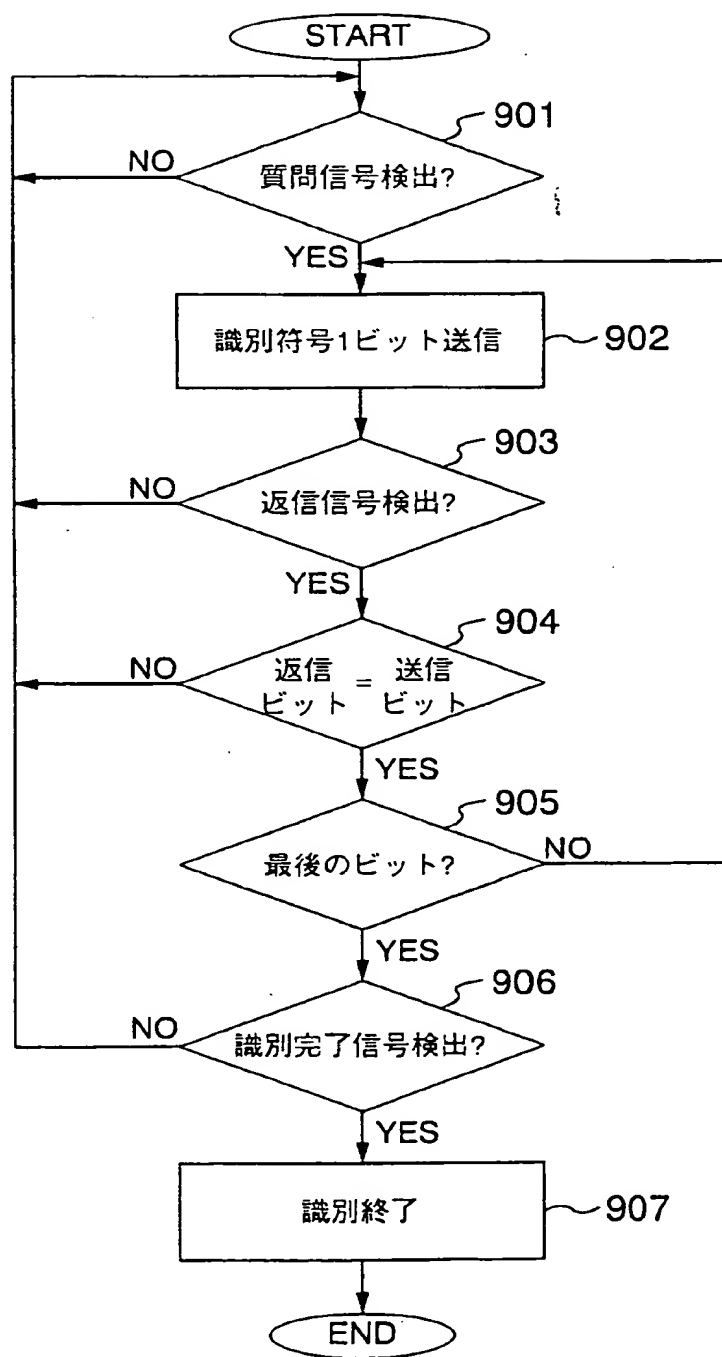 START
901
質問信号検出?
NO
YES
識別符号1ビット送信
902
903
返信信号検出?
NO
YES
904
返信 送信
ビット = ビット
NO
YES
905
最後のビット?
NO
YES
906
識別完了信号検出?
NO
YES
識別終了
907
END